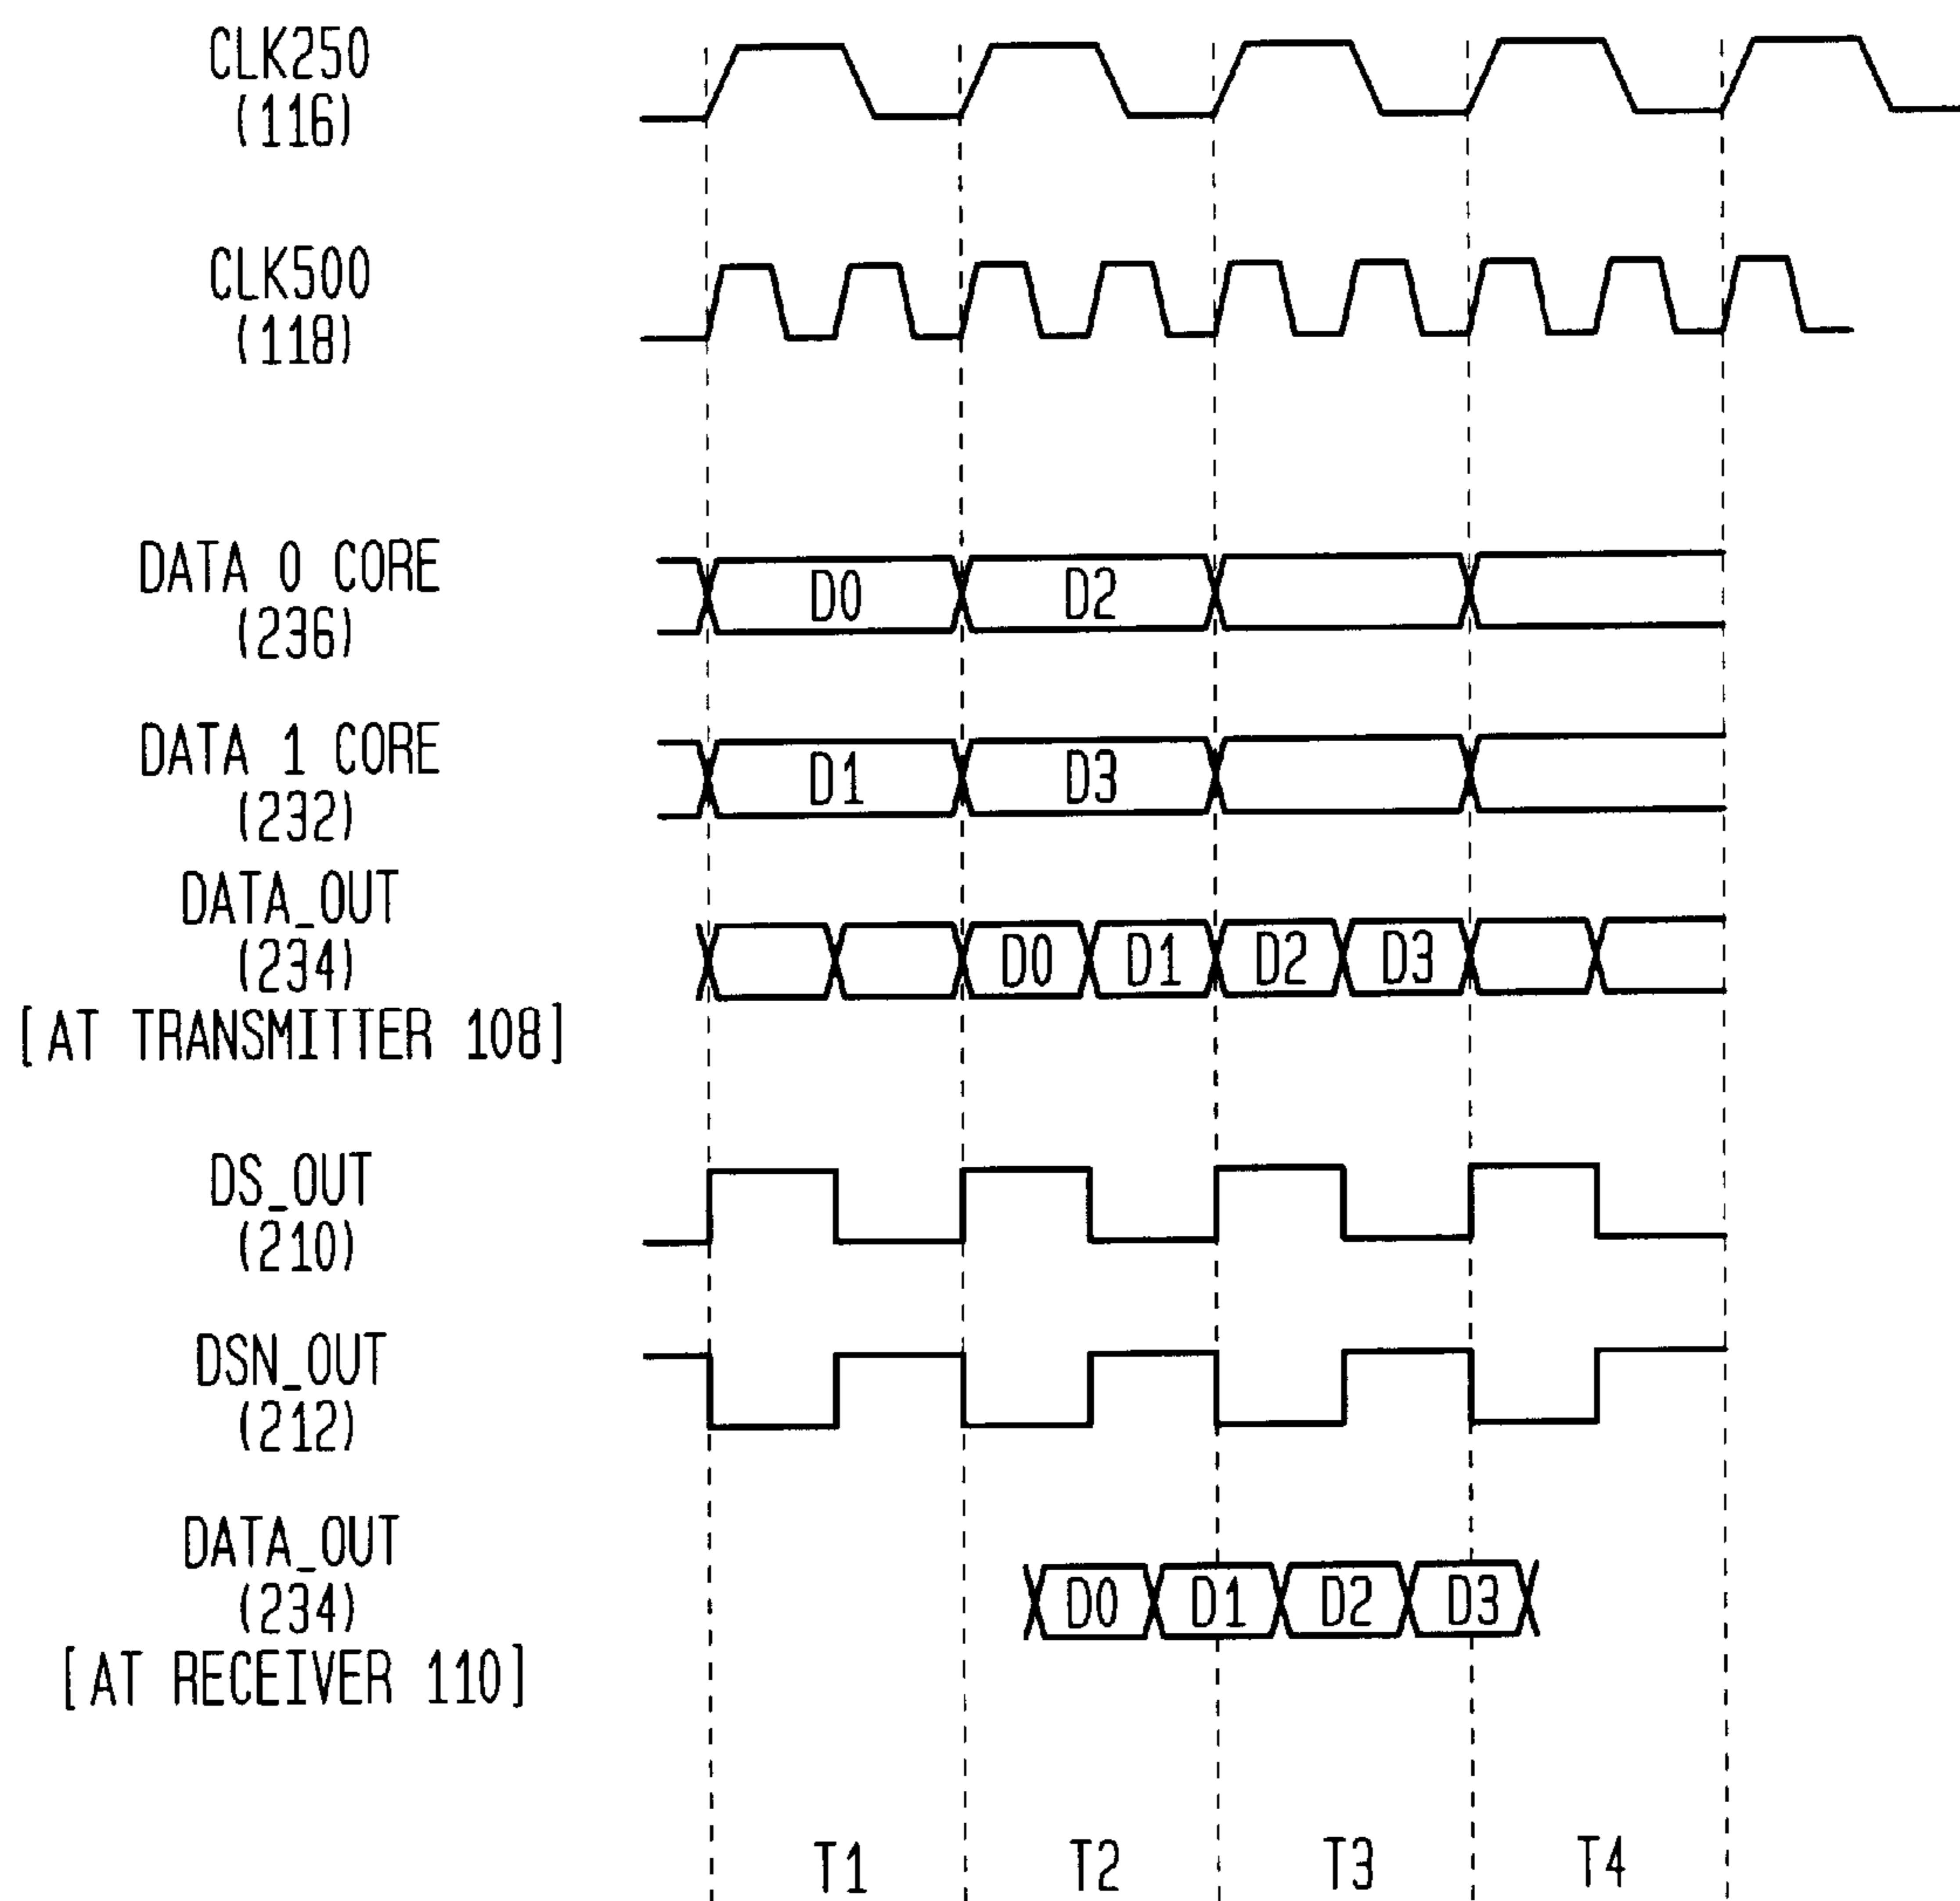 CLK250
(116)
CLK500
(118)
DATA 0 CORE
(236)
D0 D2
DATA 1 CORE
(232)
D1 D3
DATA_OUT
(234)
[AT TRANSMITTER 108]
D0 D1 D2 D3
DS_OUT
(210)
DSN_OUT
(212)
DATA_OUT
(234)
[AT RECEIVER 110]
D0 D1 D2 D3
T1 T2 T3 T4